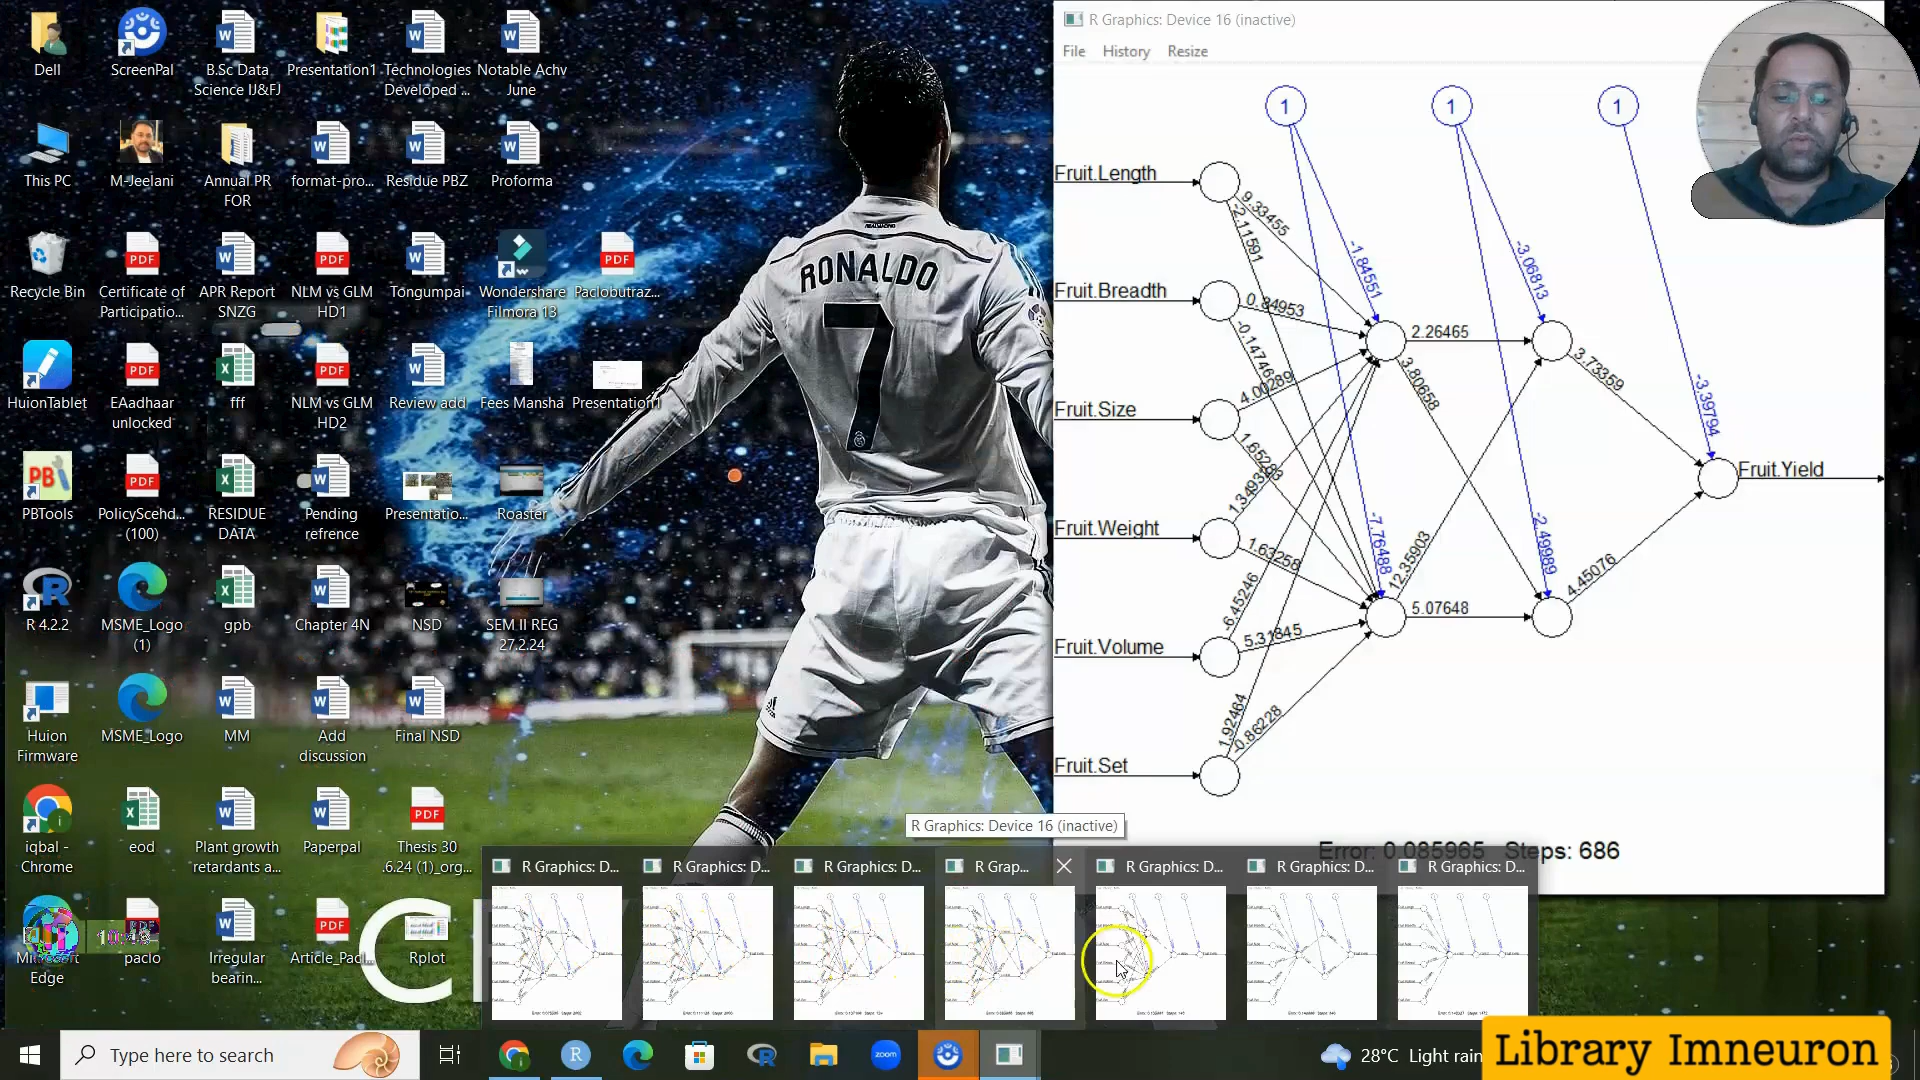 Dell
ScreenPal
B.Sc Data
Science IJ&FJ
Presentation1
Technologies
Developed ...
Notable Achv
June
This PC
M-Jeelani
Annual PR
FOR
format-pro...
Residue PBZ
Proforma
Recycle Bin
Certificate of
Participatio...
APR Report
SNZG
NLM vs GLM
HD1
Tongumpai
Wondershare
Filmora 13
Paclobutraz...
HuionTablet
EAadhaar
unlocked
fff
NLM vs GLM
HD2
Review add
Fees Mansha
Presentation1
PBTools
PolicyScehd...
(100)
RESIDUE
DATA
Pending
refrence
Presentatio...
Roaster
R 4.2.2
MSME_Logo
(1)
gpb
Chapter 4N
NSD
SEM II REG
27.2.24
Huion
Firmware
MSME_Logo
MM
Add
discussion
Final NSD
iqbal -
Chrome
eod
Plant growth
retardants a...
Paperpal
Thesis 30
.6.24 (1)_org...
Edge
paclo
Irregular
bearin...
Article_Pacl...
Rplot
RONALDO
7
R Graphics: Device 16 (inactive)
File History Resize
1 1 1
Fruit.Length
Fruit.Breadth
Fruit.Size
Fruit.Weight
Fruit.Volume
Fruit.Set
9.33455
-2.11591
0.84953
-0.14746
4.00289
1.65283
1.63258
-6.45246
5.31845
1.92464
-0.86228
-1.84551
-7.76488
2.26465
3.80658
12.35903
5.07648
-3.06813
-2.49989
3.73359
4.45076
-3.39794
Fruit.Yield
Error: 0.085965 Steps: 686
R Graphics: Device 16 (inactive)
R Graphics: D...
R Graphics: D...
R Graphics: D...
R Grap...
R Graphics: D...
R Graphics: D...
R Graphics: D...
Type here to search
zoom
28°C Light rain
Library Imneuron